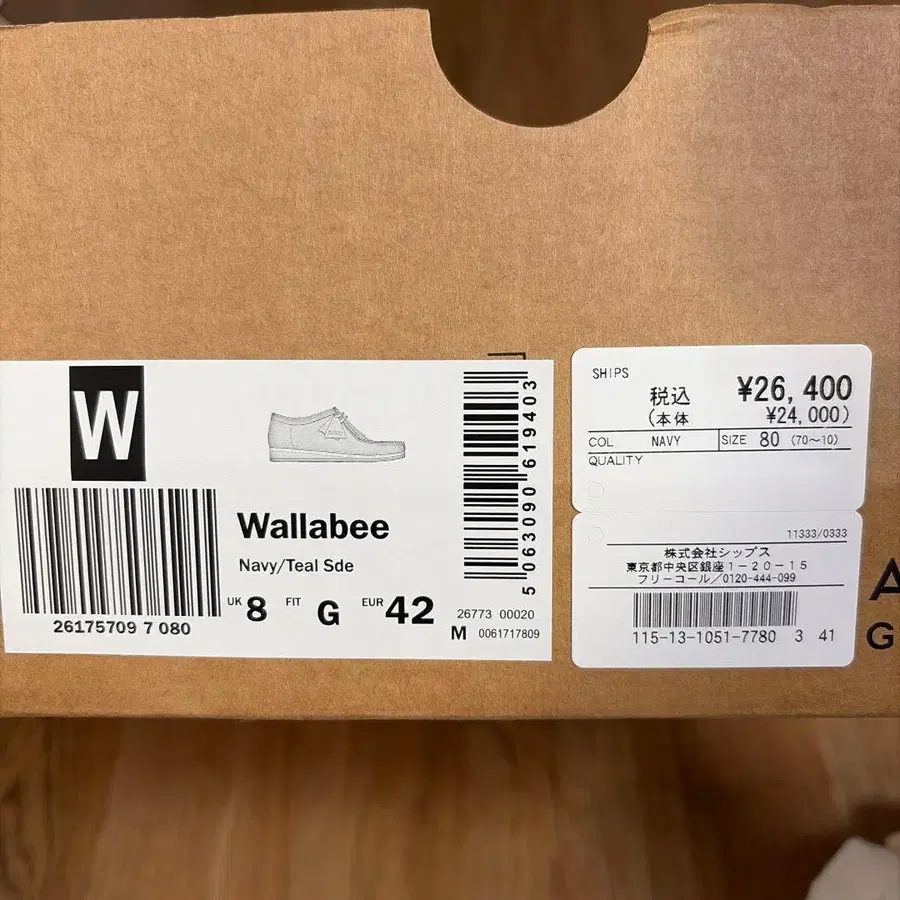 W
26175709 7 080
Wallabee
Navy/Teal Sde
UK 8 FIT G EUR 42
5 063090 619403
26773 00020
M 0061717809
SHIPS
税込 ¥26,400
(本体 ¥24,000)
COL NAVY SIZE 80 (70~10)
QUALITY
11333/0333
株式会社シップス
東京都中央区銀座1-20-15
フリーコール/0120-444-099
115-13-1051-7780 3 41
A
G